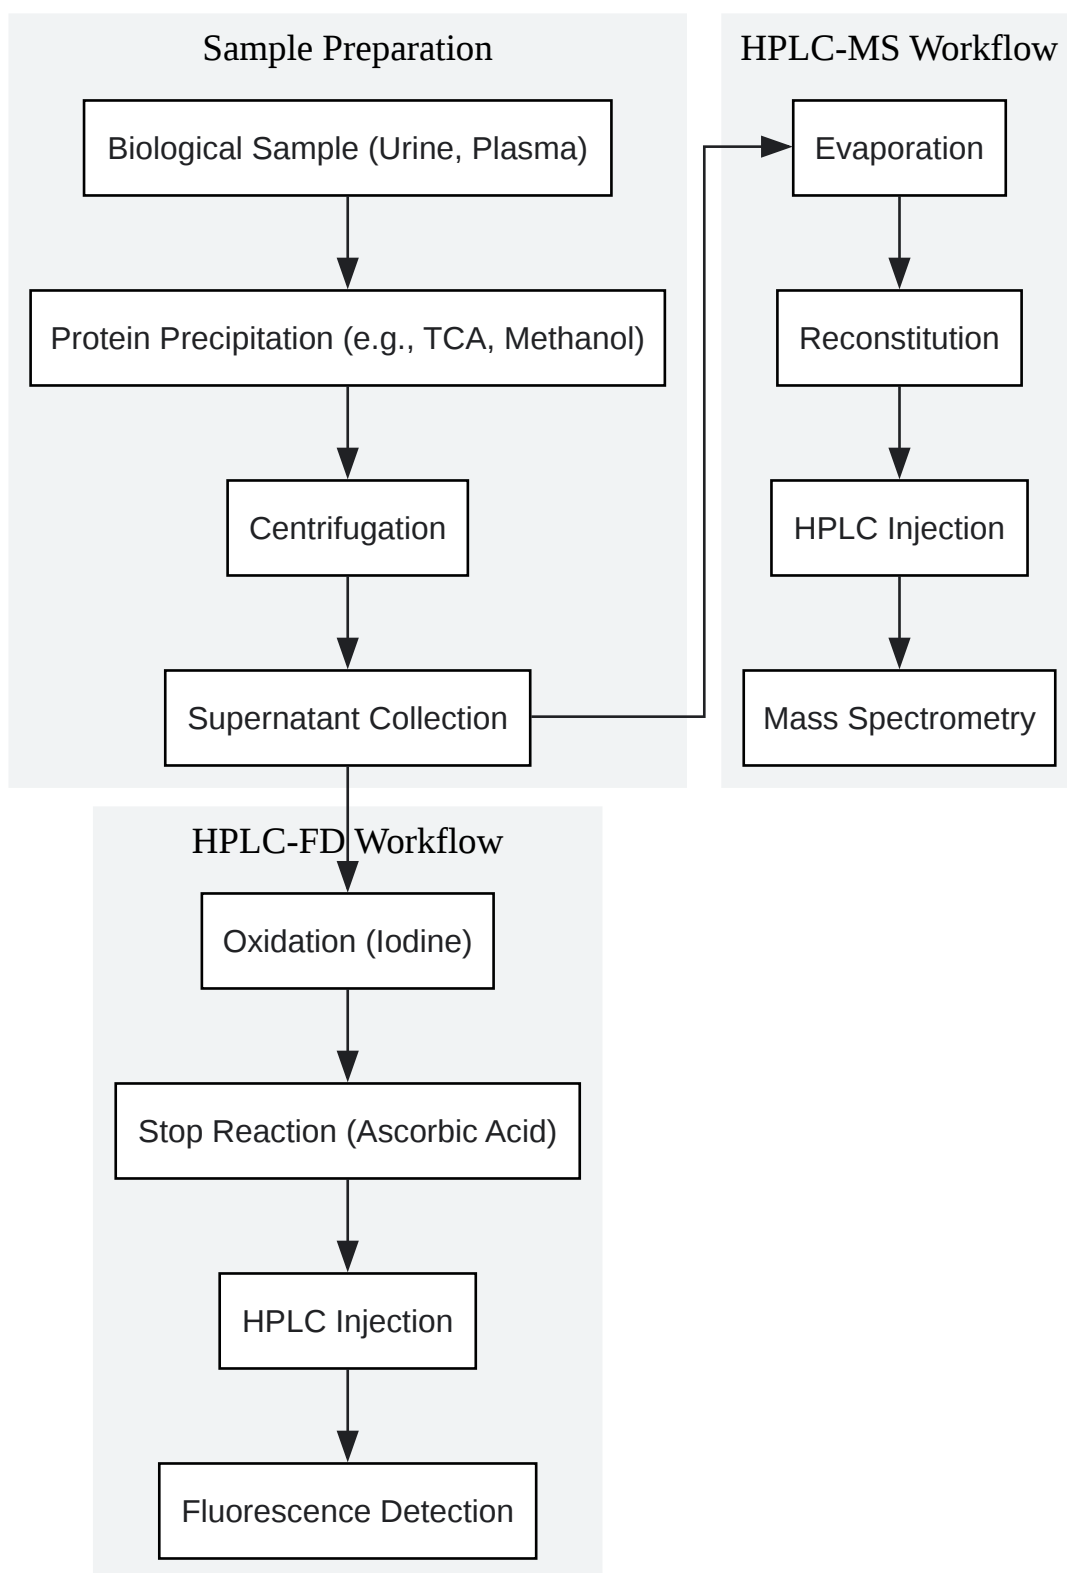 Sample Preparation
Biological Sample (Urine, Plasma)
Protein Precipitation (e.g., TCA, Methanol)
Centrifugation
Supernatant Collection
HPLC-MS Workflow
Evaporation
Reconstitution
HPLC Injection
Mass Spectrometry
HPLC-FD Workflow
Oxidation (Iodine)
Stop Reaction (Ascorbic Acid)
HPLC Injection
Fluorescence Detection